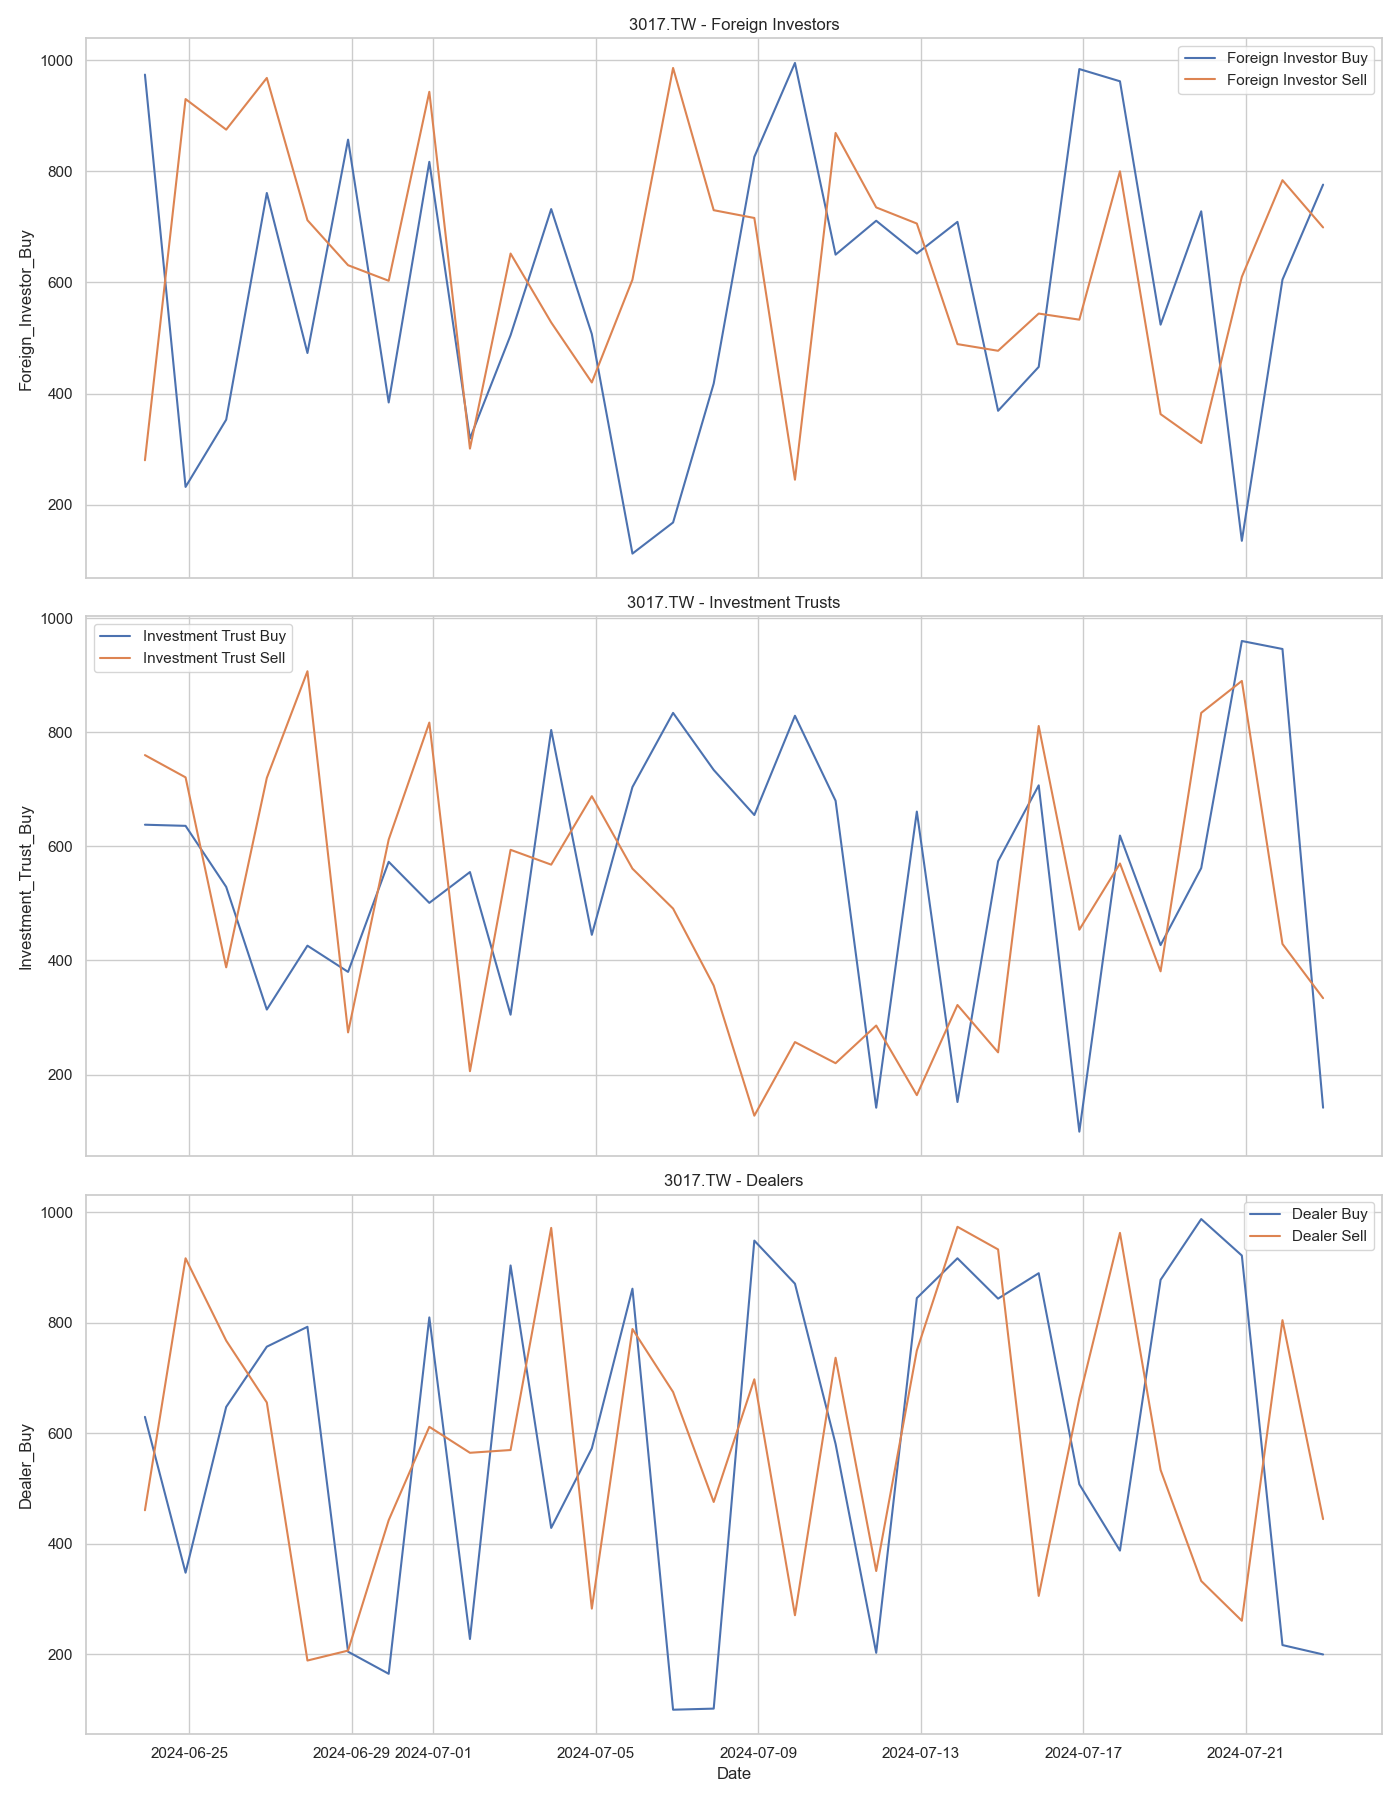 3017.TW - Foreign Investors
Foreign Investor Buy
Foreign Investor Sell
Foreign_Investor_Buy
1000
800
600
400
200
3017.TW - Investment Trusts
Investment Trust Buy
Investment Trust Sell
Investment_Trust_Buy
1000
800
600
400
200
3017.TW - Dealers
Dealer Buy
Dealer Sell
Dealer_Buy
1000
800
600
400
200
2024-06-25 2024-06-29 2024-07-01 2024-07-05 2024-07-09 2024-07-13 2024-07-17 2024-07-21
Date